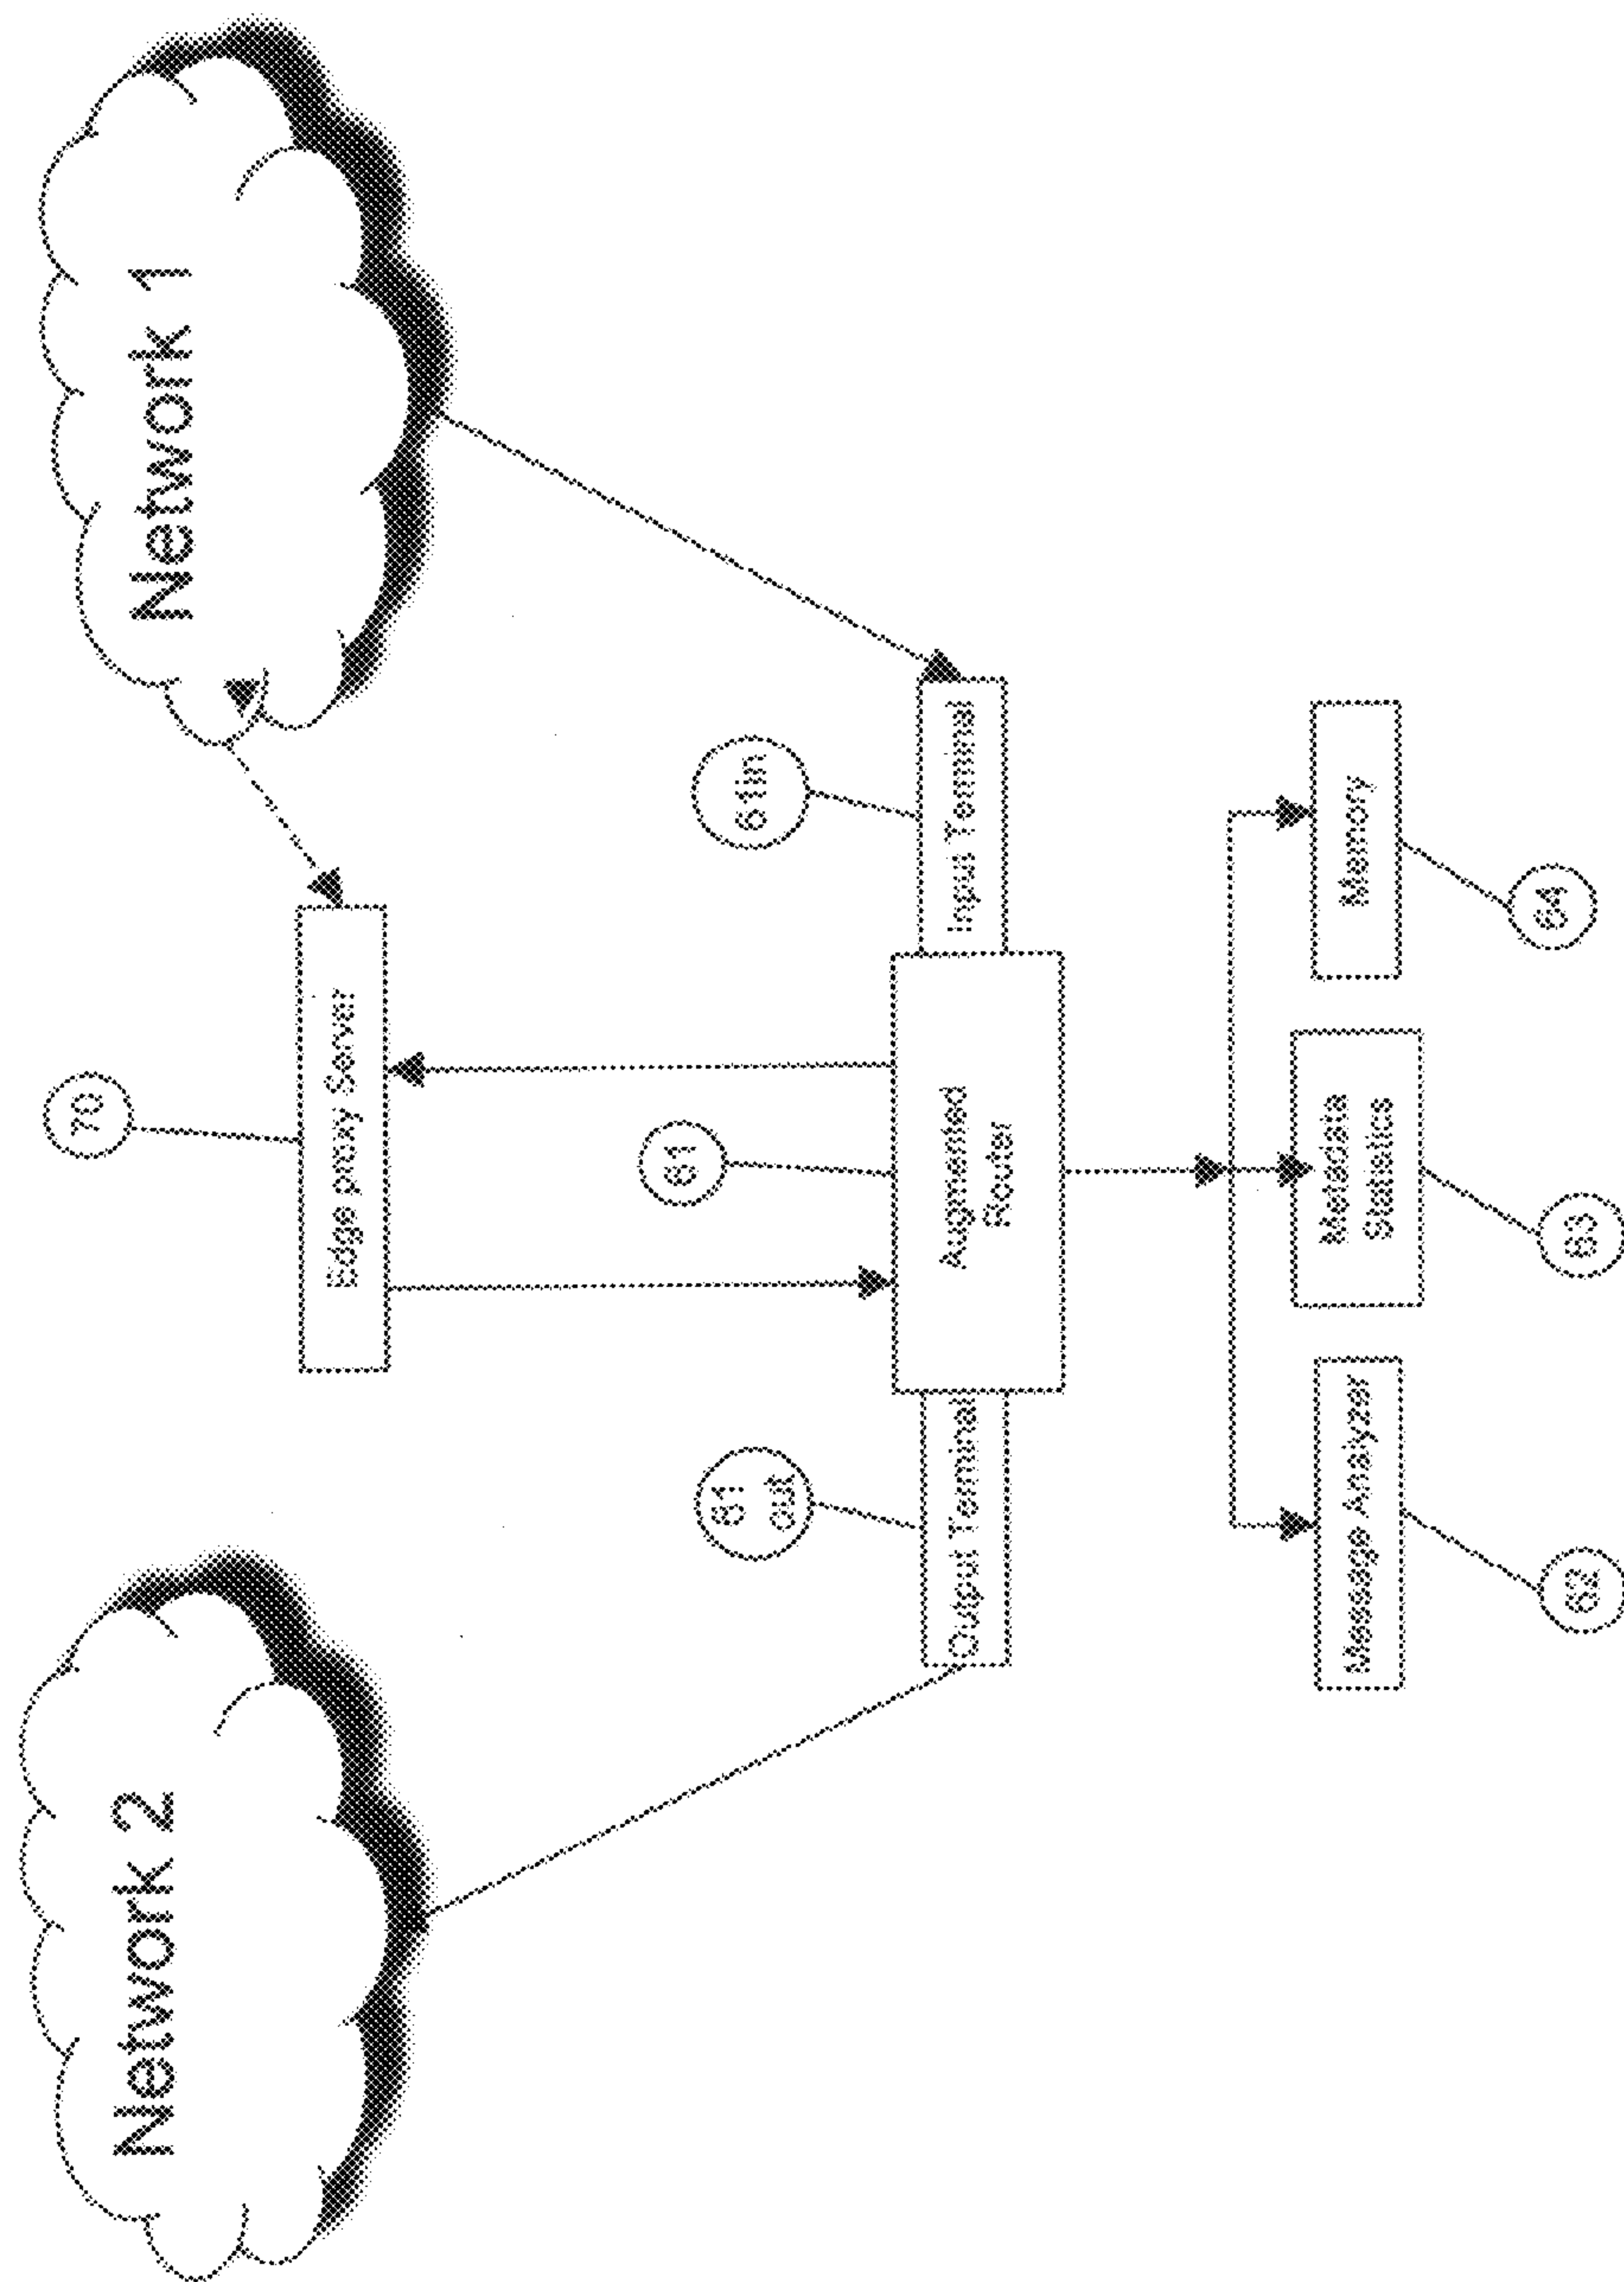 Network 2
Network 1
70
Edge proxy Server
61
61
out
61in
Output Terminal
Augmented
Router
Input Terminal
Message Analyzer
Metadata
Statistics
Memory
62
63
64